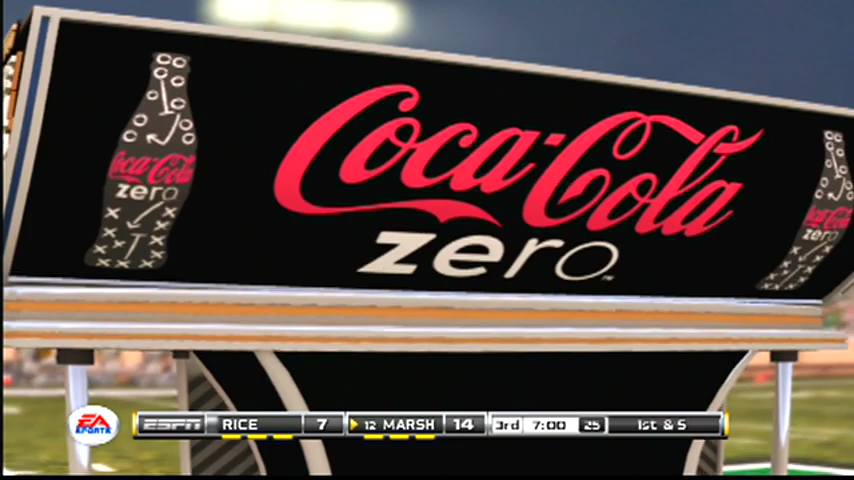 Coca-Cola
zero
TM
Coca-Cola
zero
Coca-Cola
zero
EA
SPORTS
ESPN RICE 7 12 MARSH 14 3rd 7:00 25 1st & 5